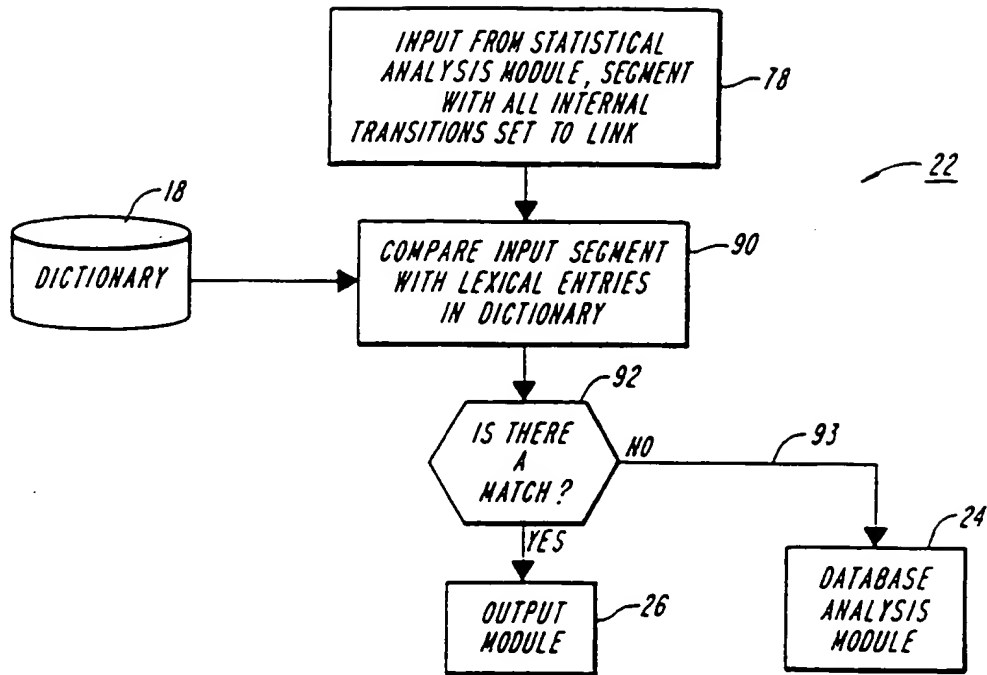 INPUT FROM STATISTICAL
ANALYSIS MODULE, SEGMENT
WITH ALL INTERNAL
TRANSITIONS SET TO LINK
78
22
18
DICTIONARY
COMPARE INPUT SEGMENT
WITH LEXICAL ENTRIES
IN DICTIONARY
90
92
IS THERE
A
MATCH?
NO
93
YES
24
OUTPUT
MODULE
26
DATABASE
ANALYSIS
MODULE